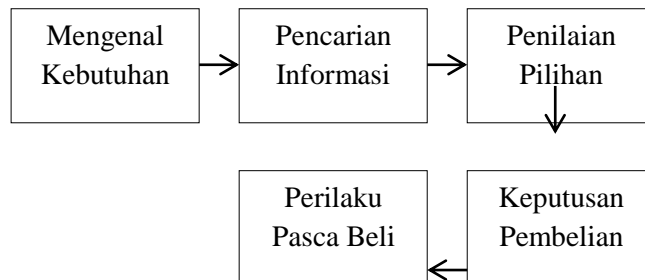 Mengenal
Kebutuhan
Pencarian
Informasi
Penilaian
Pilihan
Keputusan
Pembelian
Perilaku
Pasca Beli